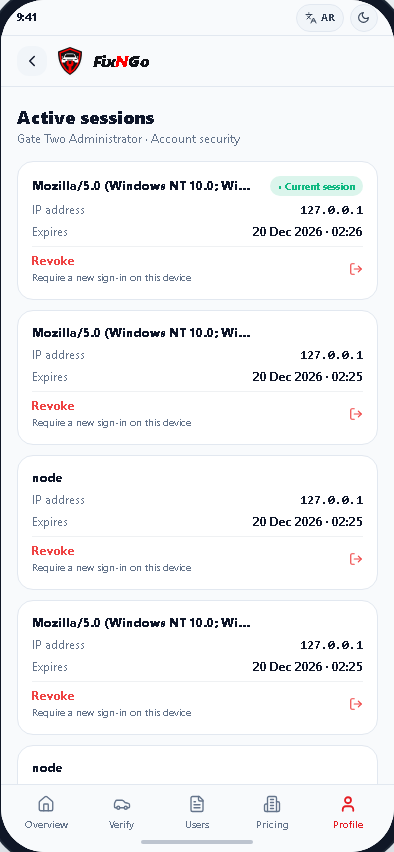 9:41
AR
FixNGo
Active sessions
Gate Two Administrator · Account security
Mozilla/5.0 (Windows NT 10.0; Wi...
• Current session
IP address
127.0.0.1
Expires
20 Dec 2026 · 02:26
Revoke
Require a new sign-in on this device
Mozilla/5.0 (Windows NT 10.0; Wi...
IP address
127.0.0.1
Expires
20 Dec 2026 · 02:25
Revoke
Require a new sign-in on this device
node
IP address
127.0.0.1
Expires
20 Dec 2026 · 02:25
Revoke
Require a new sign-in on this device
Mozilla/5.0 (Windows NT 10.0; Wi...
IP address
127.0.0.1
Expires
20 Dec 2026 · 02:25
Revoke
Require a new sign-in on this device
node
Overview
Verify
Users
Pricing
Profile